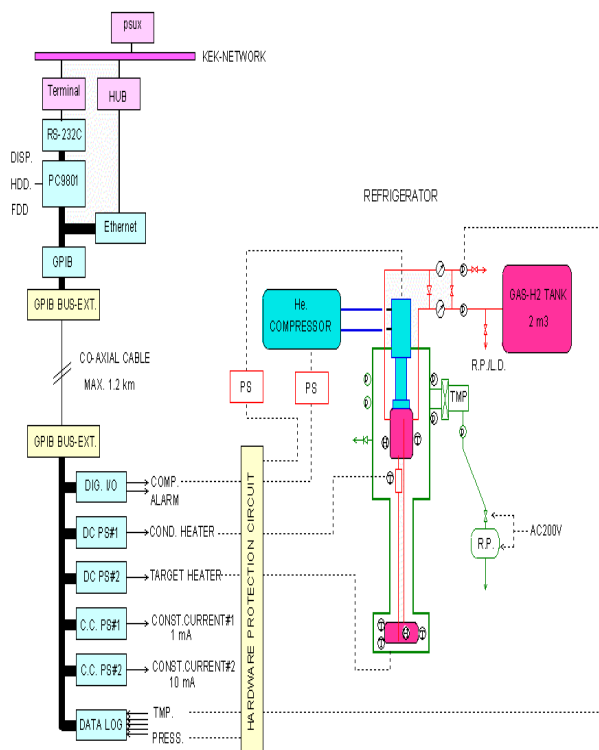 psux
KEK-NETWORK
Terminal
HUB
RS-232C
DISP.
HDD.
FDD
PC9801
Ethernet
GPIB
GPIB BUS-EXT.
CO-AXIAL CABLE
MAX. 1.2 km
GPIB BUS-EXT.
DIG. I/O
COMP.
ALARM
DC PS#1
COND. HEATER
DC PS#2
TARGET HEATER
C.C. PS#1
CONST.CURRENT#1
1 mA
C.C. PS#2
CONST.CURRENT#2
10 mA
DATA LOG
TMP.
PRESS.
HARDWARE PROTECTION CIRCUIT
REFRIGERATOR
He.
COMPRESSOR
PS
PS
GAS-H2 TANK
2 m3
R.P./L.D.
TMP
R.P.
AC200V